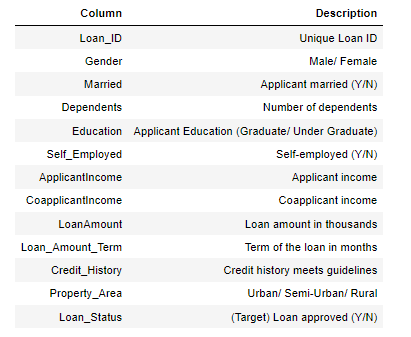 Column Description
Loan_ID Unique Loan ID
Gender Male/ Female
Married Applicant married (Y/N)
Dependents Number of dependents
Education Applicant Education (Graduate/ Under Graduate)
Self_Employed Self-employed (Y/N)
ApplicantIncome Applicant income
CoapplicantIncome Coapplicant income
LoanAmount Loan amount in thousands
Loan_Amount_Term Term of the loan in months
Credit_History Credit history meets guidelines
Property_Area Urban/ Semi-Urban/ Rural
Loan_Status (Target) Loan approved (Y/N)